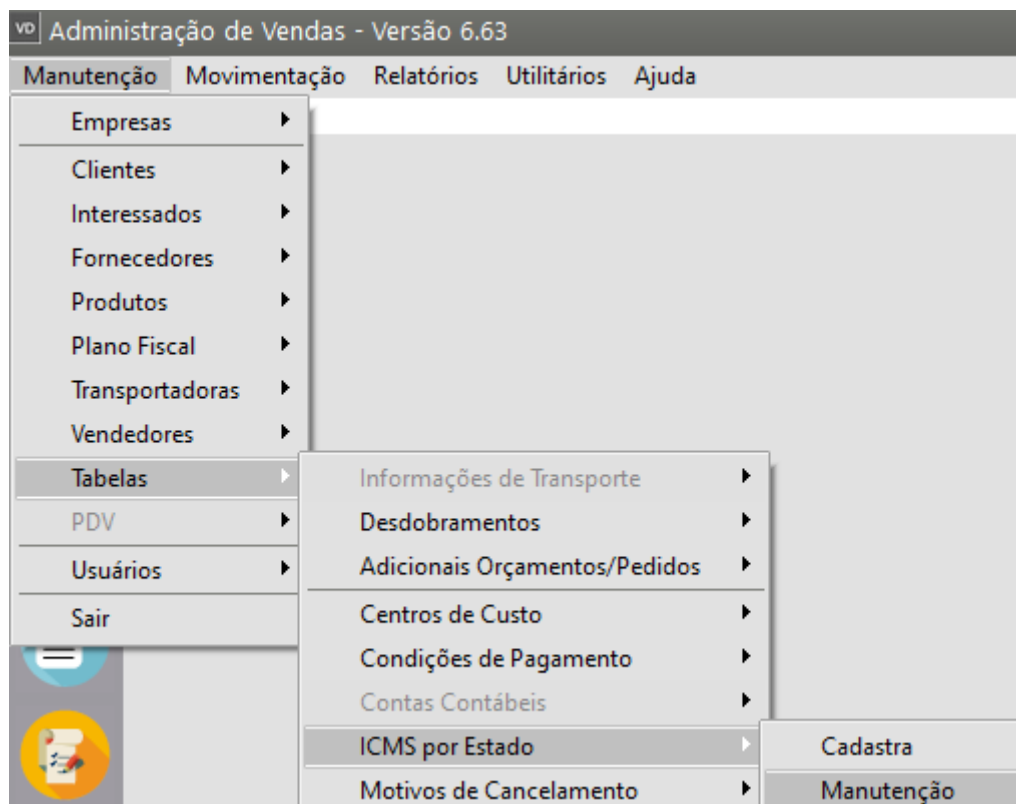 VD Administração de Vendas - Versão 6.63
Manutenção Movimentação Relatórios Utilitários Ajuda
Empresas
Clientes
Interessados
Fornecedores
Produtos
Plano Fiscal
Transportadoras
Vendedores
Tabelas
PDV
Usuários
Sair
Informações de Transporte
Desdobramentos
Adicionais Orçamentos/Pedidos
Centros de Custo
Condições de Pagamento
Contas Contábeis
ICMS por Estado
Motivos de Cancelamento
Cadastra
Manutenção